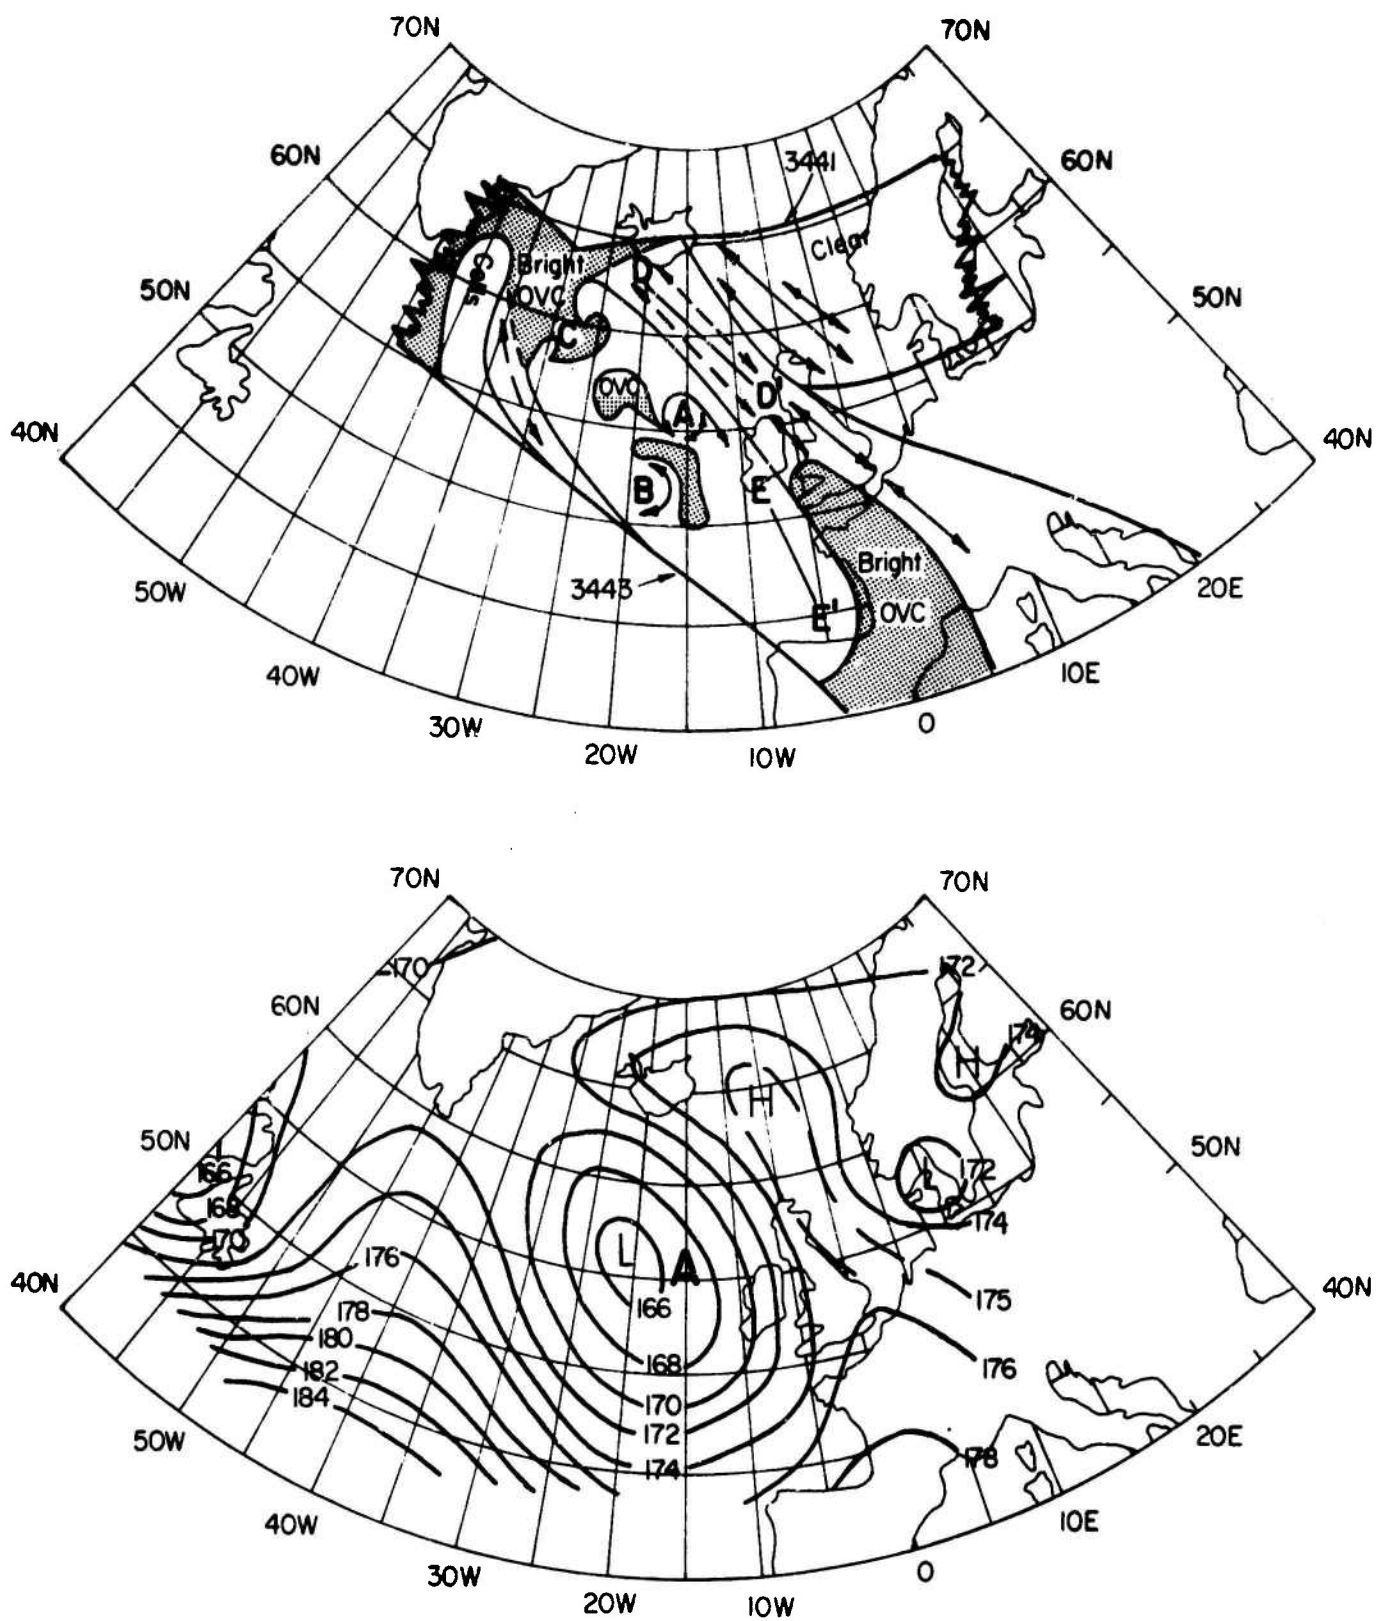 70N
70N
60N
3441
60N
Clear
Cells
Bright
D
50N
OVC
50N
C
OVC
D'
A
40N
40N
B
E
Bright
50W
3443
20E
E'
OVC
40W
10E
30W
0
20W
10W
70N
70N
170
172
60N
60N
174
H
H
50N
50N
166
L
172
168
170
L
A
174
176
40N
40N
175
166
178
180
168
176
182
184
170
172
50W
174
178
20E
40W
10E
30W
0
20W
10W